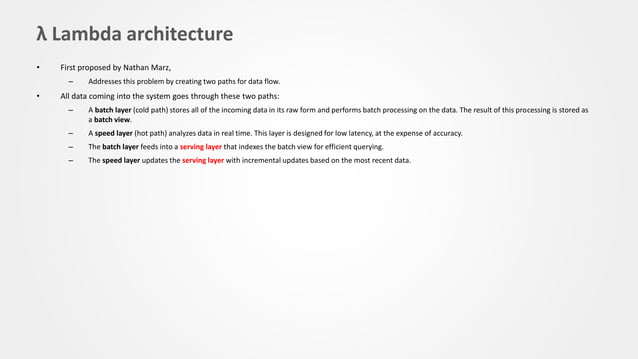 λ Lambda architecture
• First proposed by Nathan Marz,
– Addresses this problem by creating two paths for data flow.
• All data coming into the system goes through these two paths:
– A batch layer (cold path) stores all of the incoming data in its raw form and performs batch processing on the data. The result of this processing is stored as
a batch view.
– A speed layer (hot path) analyzes data in real time. This layer is designed for low latency, at the expense of accuracy.
– The batch layer feeds into a serving layer that indexes the batch view for efficient querying.
– The speed layer updates the serving layer with incremental updates based on the most recent data.